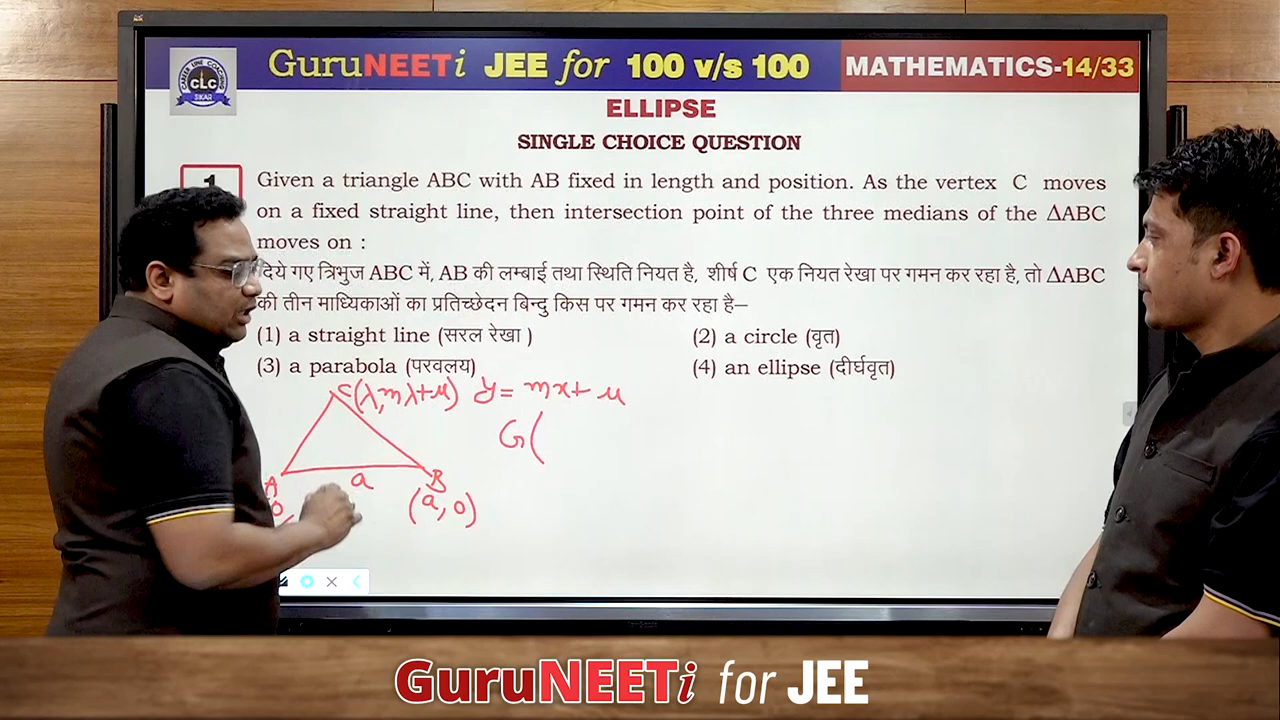 GuruNEETi JEE for 100 v/s 100
MATHEMATICS-14/33
CLC
SIKAR
ELLIPSE
SINGLE CHOICE QUESTION
1
Given a triangle ABC with AB fixed in length and position. As the vertex C moves
on a fixed straight line, then intersection point of the three medians of the ΔABC
moves on :
दिये गए त्रिभुज ABC में, AB की लम्बाई तथा स्थिति नियत है, शीर्ष C एक नियत रेखा पर गमन कर रहा है, तो ΔABC
की तीन माध्यिकाओं का प्रतिच्छेदन बिन्दु किस पर गमन कर रहा है–
(1) a straight line (सरल रेखा )
(2) a circle (वृत)
(3) a parabola (परवलय)
(4) an ellipse (दीर्घवृत)
C(λ, mλ+μ) y = mx+μ
G(
A
a
B
0
(a, 0)
GuruNEETi for JEE